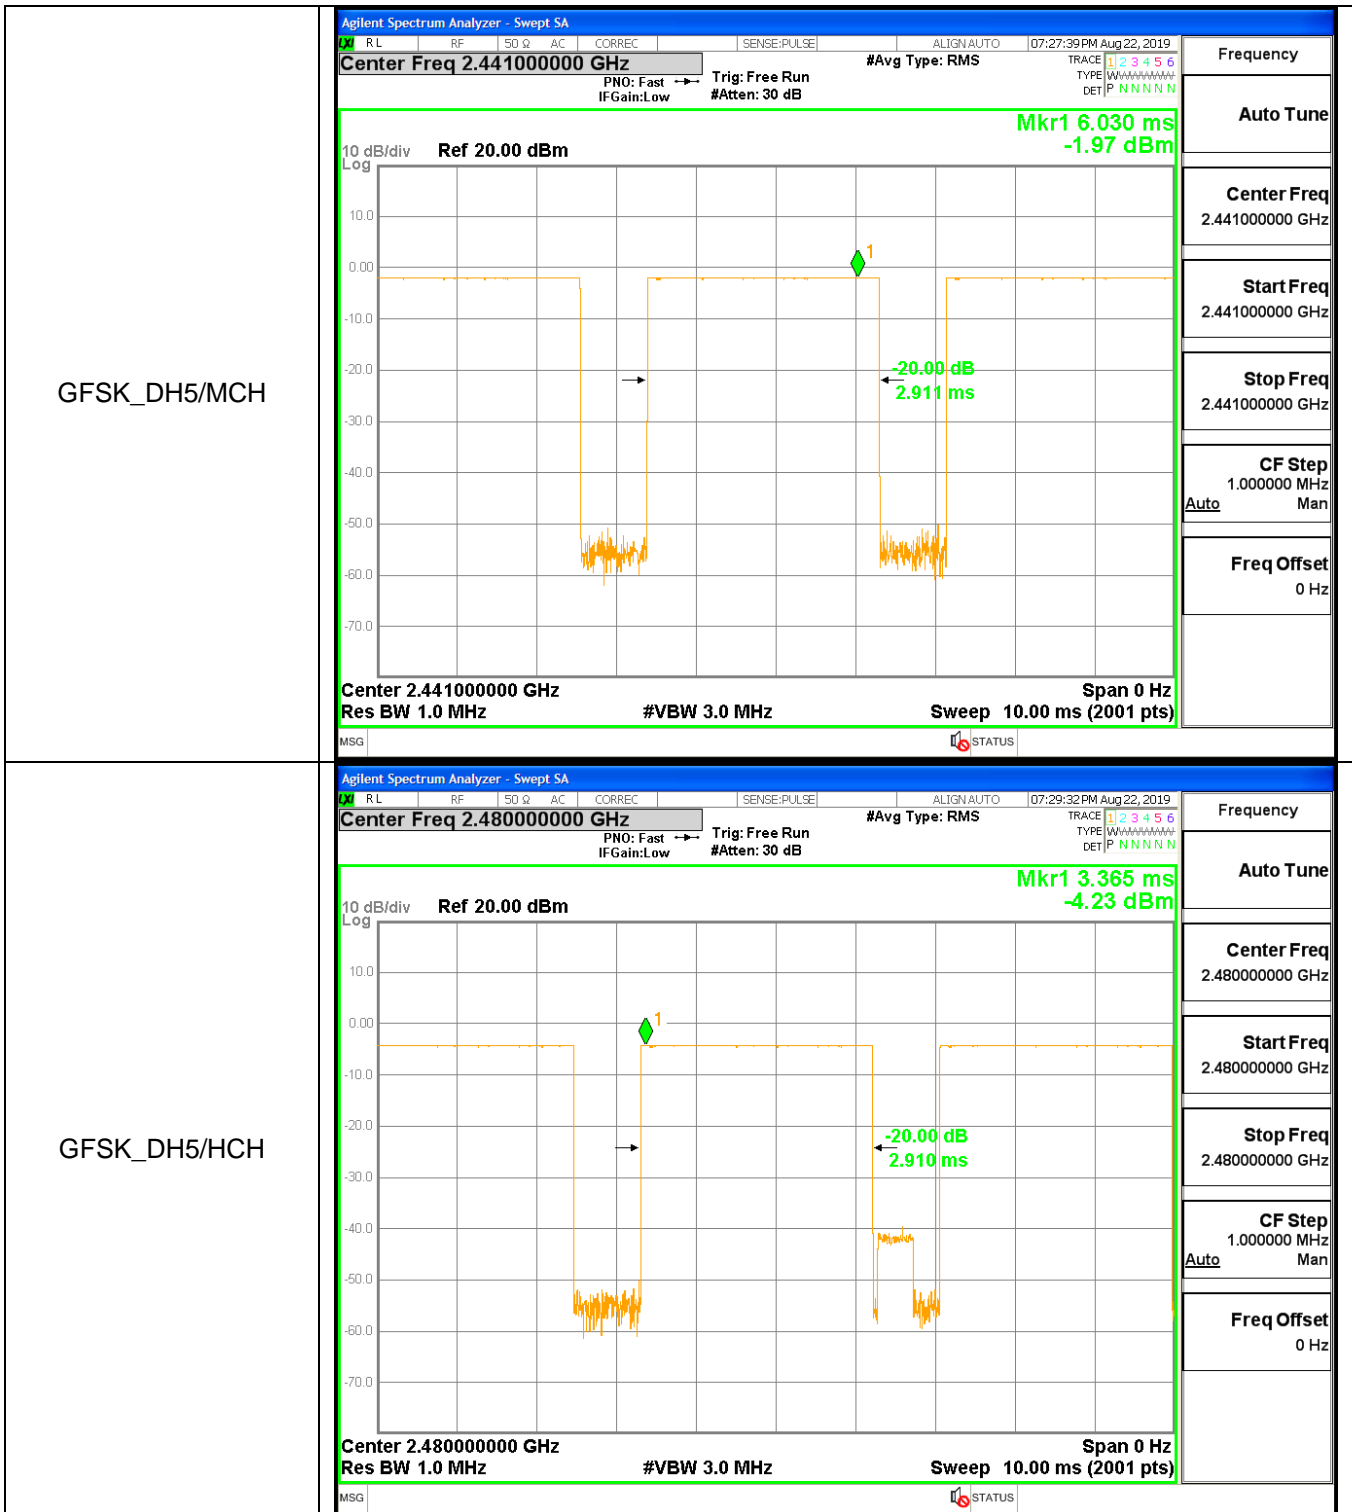 GFSK_DH5/MCH
Agilent Spectrum Analyzer - Swept SA
LXI RL RF 50 Ω AC CORREC SENSE:PULSE ALIGN AUTO 07:27:39 PM Aug 22, 2019
Center Freq 2.441000000 GHz
#Avg Type: RMS
TRACE 1 2 3 4 5 6
PNO: Fast
Trig: Free Run
TYPE
IFGain:Low
#Atten: 30 dB
DET P N N N N N
Mkr1 6.030 ms
-1.97 dBm
10 dB/div Ref 20.00 dBm
Log
10.0
0.00
-10.0
-20.0
-30.0
-40.0
-50.0
-60.0
-70.0
1
-20.00 dB
2.911 ms
Center 2.441000000 GHz Span 0 Hz
Res BW 1.0 MHz #VBW 3.0 MHz Sweep 10.00 ms (2001 pts)
MSG STATUS
Frequency
Auto Tune
Center Freq
2.441000000 GHz
Start Freq
2.441000000 GHz
Stop Freq
2.441000000 GHz
CF Step
1.000000 MHz
Auto Man
Freq Offset
0 Hz
GFSK_DH5/HCH
Agilent Spectrum Analyzer - Swept SA
LXI RL RF 50 Ω AC CORREC SENSE:PULSE ALIGN AUTO 07:29:32 PM Aug 22, 2019
Center Freq 2.480000000 GHz
#Avg Type: RMS
TRACE 1 2 3 4 5 6
PNO: Fast
Trig: Free Run
TYPE
IFGain:Low
#Atten: 30 dB
DET P N N N N N
Mkr1 3.365 ms
-4.23 dBm
10 dB/div Ref 20.00 dBm
Log
10.0
0.00
-10.0
-20.0
-30.0
-40.0
-50.0
-60.0
-70.0
1
-20.00 dB
2.910 ms
Center 2.480000000 GHz Span 0 Hz
Res BW 1.0 MHz #VBW 3.0 MHz Sweep 10.00 ms (2001 pts)
MSG STATUS
Frequency
Auto Tune
Center Freq
2.480000000 GHz
Start Freq
2.480000000 GHz
Stop Freq
2.480000000 GHz
CF Step
1.000000 MHz
Auto Man
Freq Offset
0 Hz